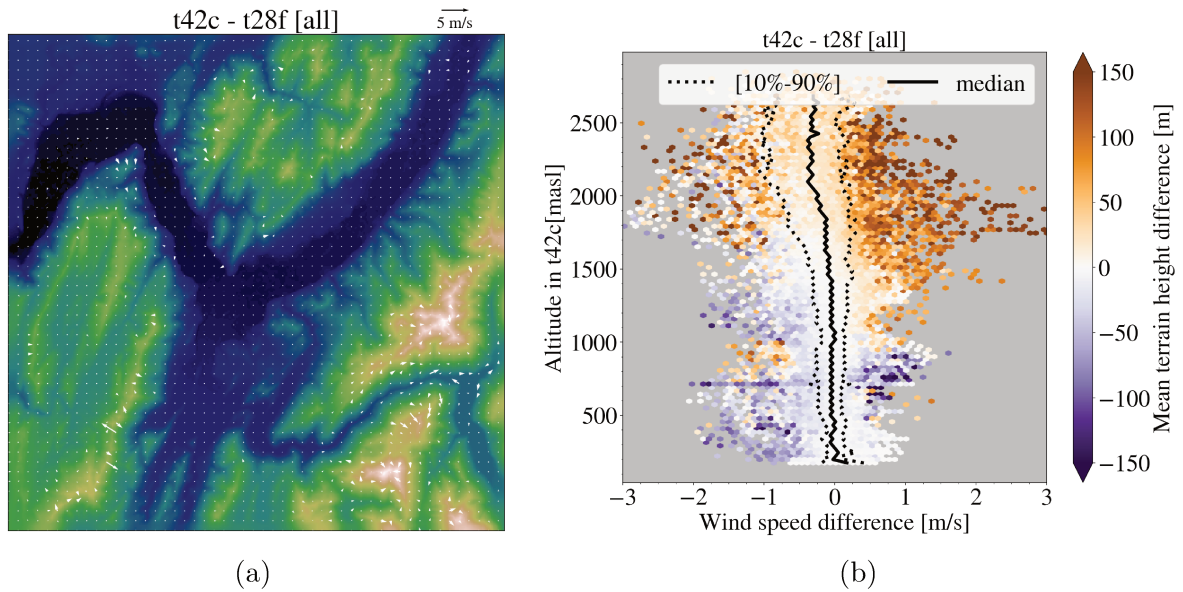 t42c - t28f [all]
5 m/s
(a)
t42c - t28f [all]
[10%-90%] median
Altitude in t42c[masl]
2500
2000
1500
1000
500
−3 −2 −1 0 1 2 3
Wind speed difference [m/s]
150
100
50
0
−50
−100
−150
Mean terrain height difference [m]
(b)